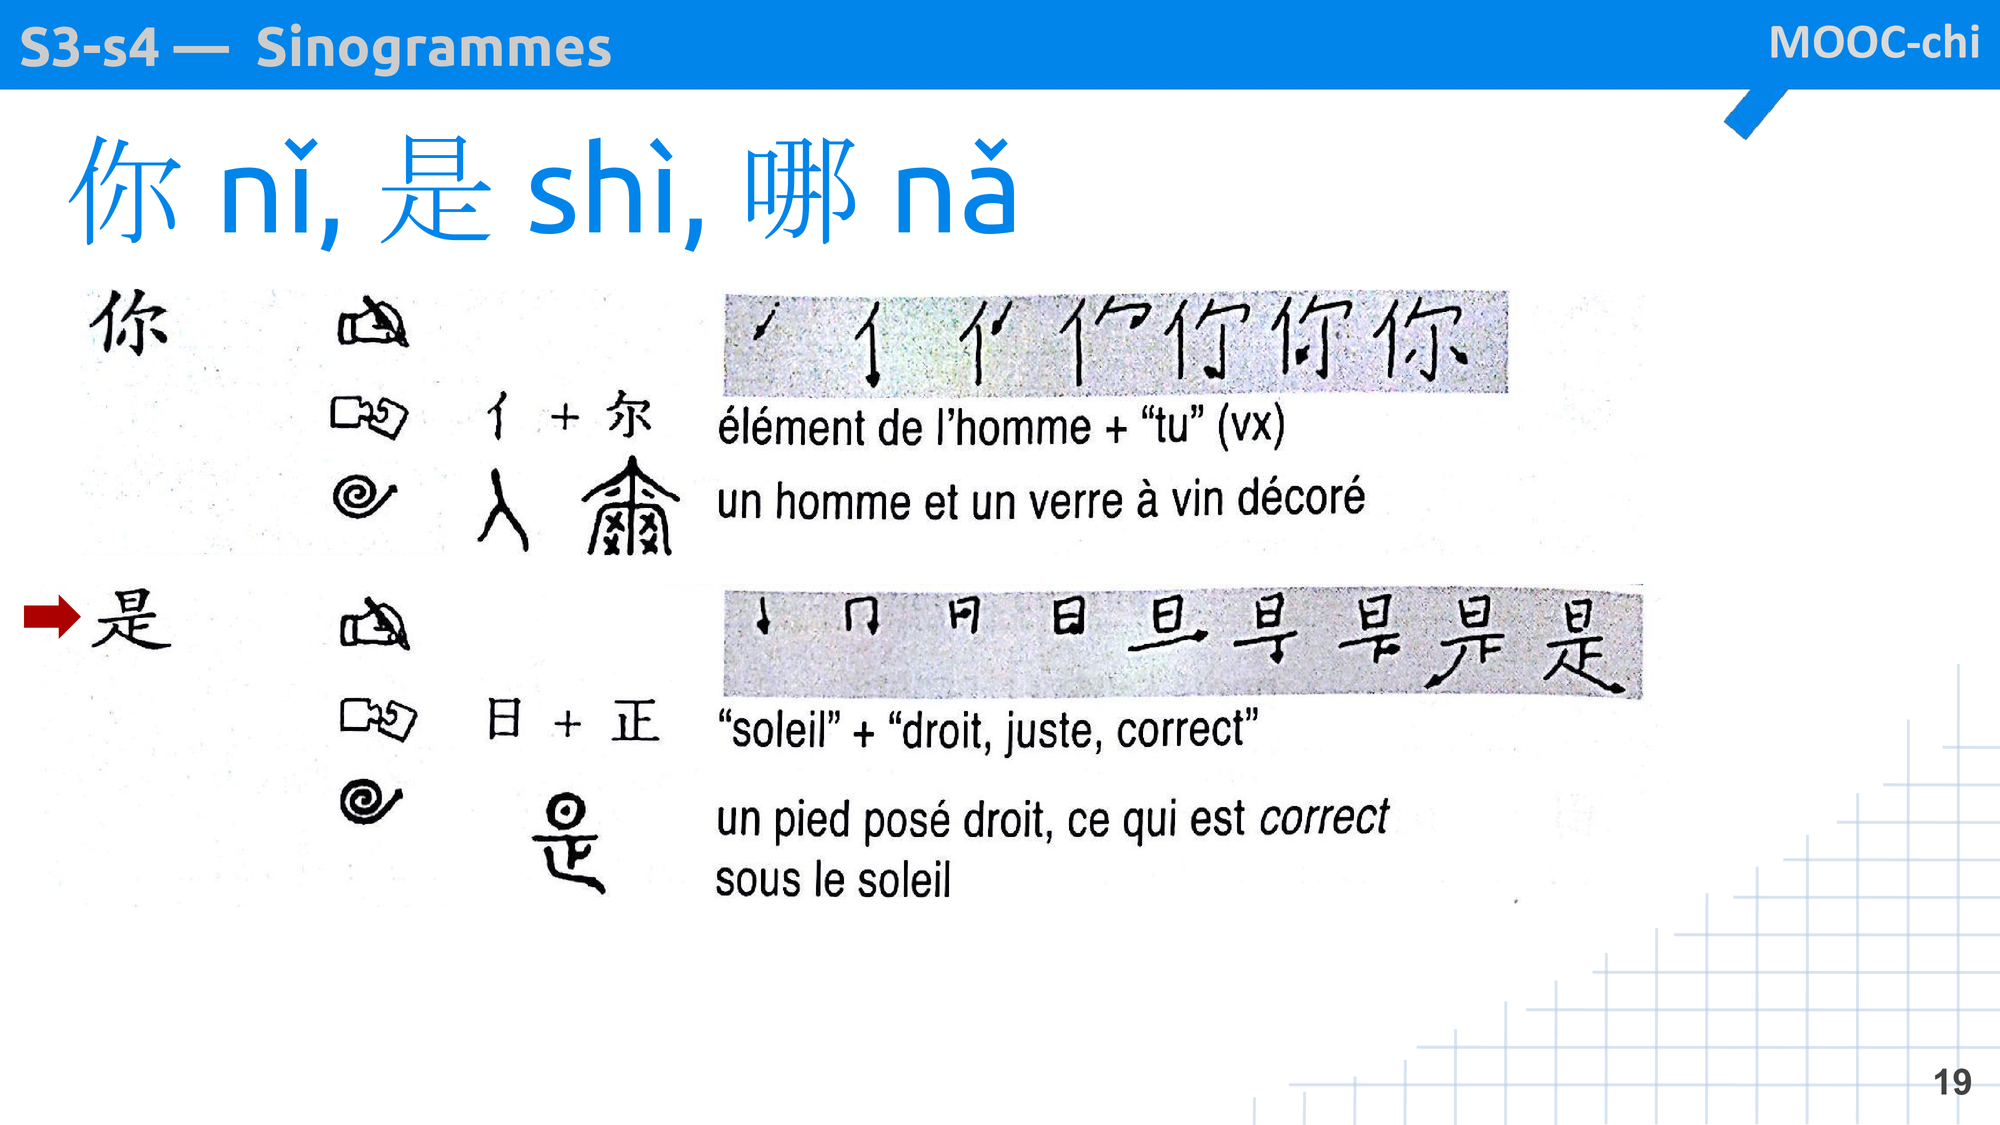 S3-s4 — Sinogrammes
MOOC-chi
你 nǐ, 是 shì, 哪 nǎ
你
亻 + 尔
élément de l’homme + “tu” (vx)
un homme et un verre à vin décoré
是
日 + 正
“soleil” + “droit, juste, correct”
un pied posé droit, ce qui est correct
sous le soleil
19